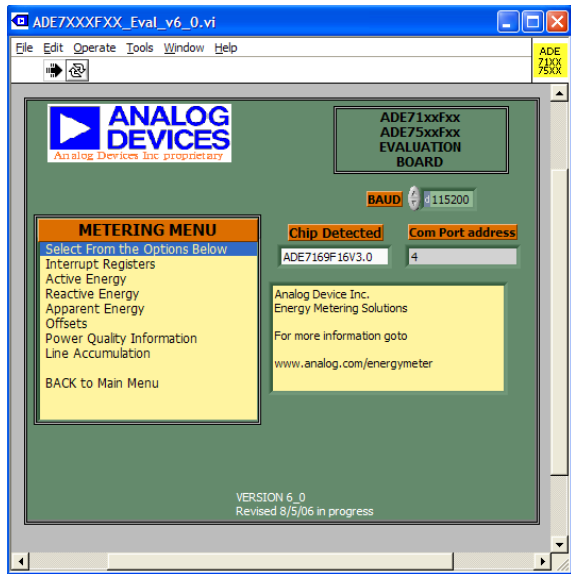 ADE7XXXFXX_Eval_v6_0.vi
File Edit Operate Tools Window Help
ADE
71XX
75XX
ANALOG
DEVICES
Analog Devices Inc proprietary
ADE71xxFxx
ADE75xxFxx
EVALUATION
BOARD
BAUD d 115200
METERING MENU
Select From the Options Below
Interrupt Registers
Active Energy
Reactive Energy
Apparent Energy
Offsets
Power Quality Information
Line Accumulation
BACK to Main Menu
Chip Detected
ADE7169F16V3.0
Com Port address
4
Analog Device Inc.
Energy Metering Solutions
For more information goto
www.analog.com/energymeter
VERSION 6_0
Revised 8/5/06 in progress